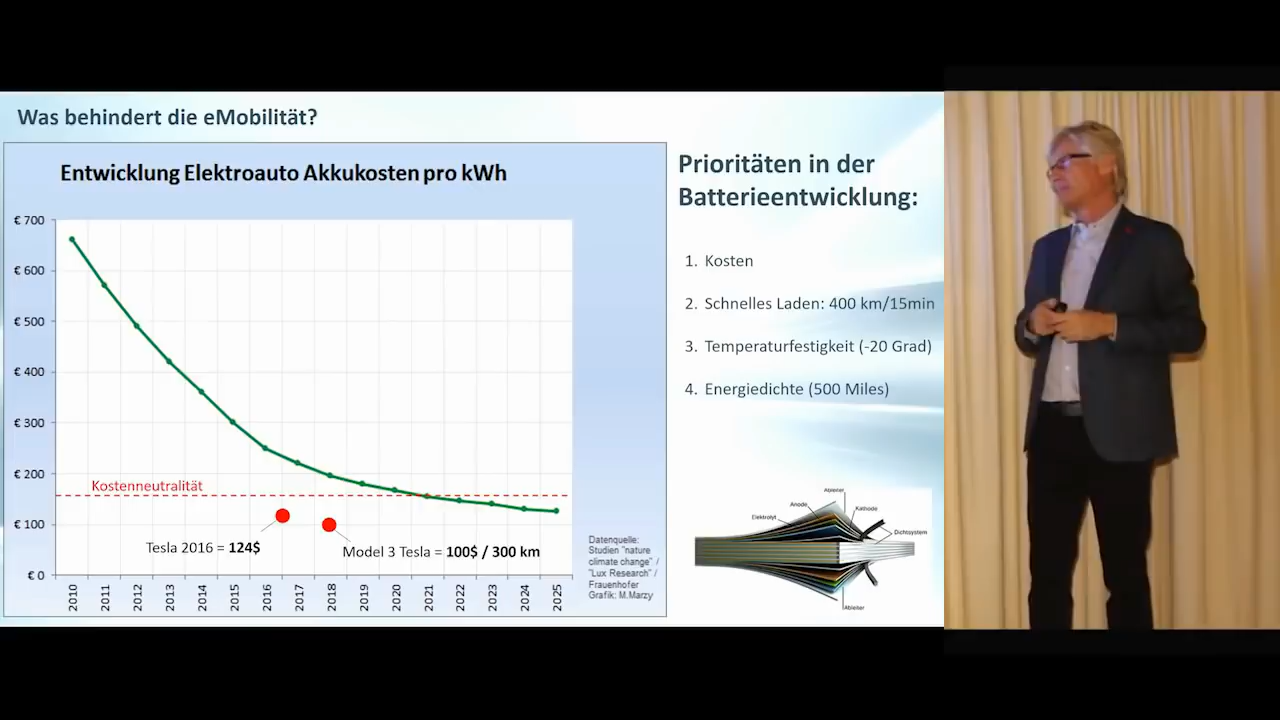 Was behindert die eMobilität?
Entwicklung Elektroauto Akkukosten pro kWh
€ 700
€ 600
€ 500
€ 400
€ 300
€ 200
€ 100
€ 0
Kostenneutralität
Tesla 2016 = 124$
Model 3 Tesla = 100$ / 300 km
2010
2011
2012
2013
2014
2015
2016
2017
2018
2019
2020
2021
2022
2023
2024
2025
Datenquelle:
Studien "nature
climate change" /
"Lux Research" /
Frauenhofer
Grafik: M.Marzy
Prioritäten in der
Batterieentwicklung:
1. Kosten
2. Schnelles Laden: 400 km/15min
3. Temperaturfestigkeit (-20 Grad)
4. Energiedichte (500 Miles)
Ableiter
Anode
Kathode
Elektrolyt
Dichtsystem
Ableiter